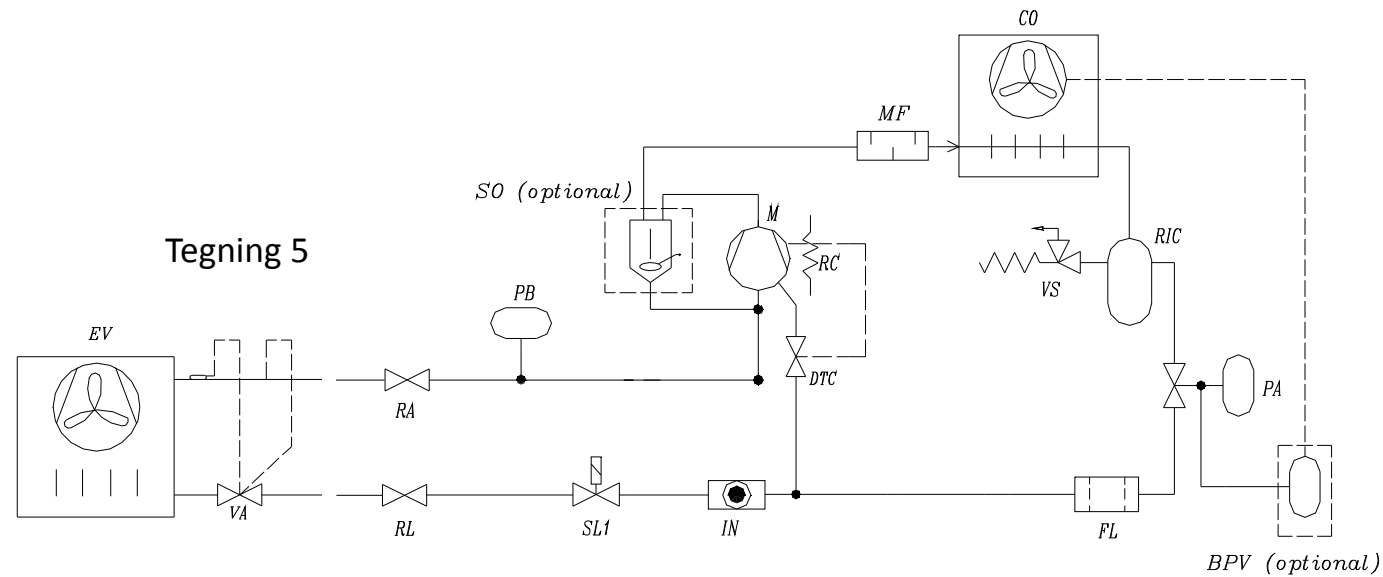 CO
MF
SO (optional)
M
Tegning 5
RC
RIC
VS
PB
EV
RA
DTC
PA
VA
RL
SL1
IN
FL
BPV (optional)